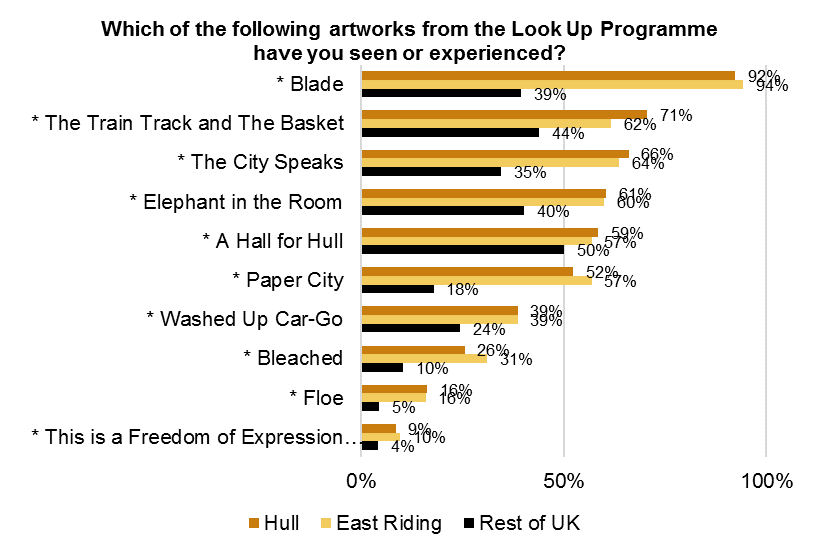 Which of the following artworks from the Look Up Programme
have you seen or experienced?
* Blade
92%
94%
39%
* The Train Track and The Basket
71%
62%
44%
* The City Speaks
66%
64%
35%
* Elephant in the Room
61%
60%
40%
* A Hall for Hull
59%
57%
50%
* Paper City
52%
57%
18%
* Washed Up Car-Go
39%
39%
24%
* Bleached
26%
31%
10%
* Floe
16%
16%
5%
* This is a Freedom of Expression…
9%
10%
4%
0% 50% 100%
Hull East Riding Rest of UK